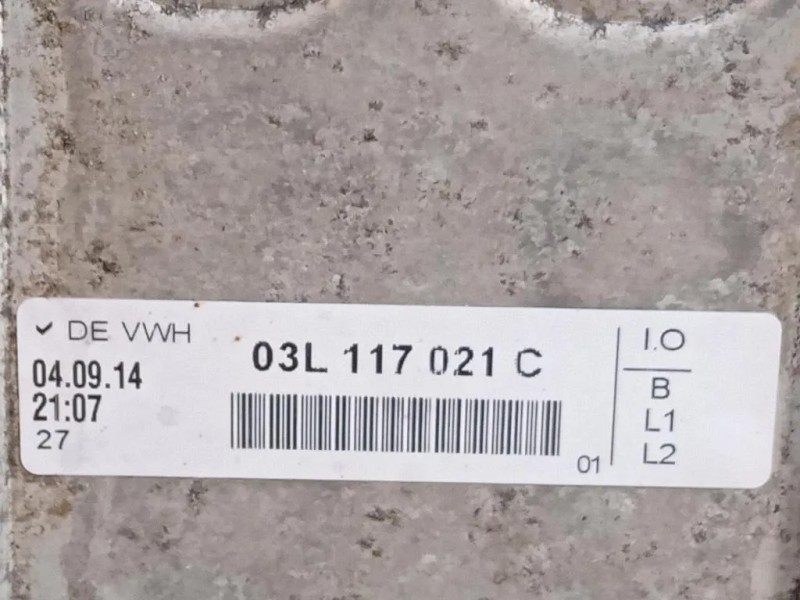 DE VWH
04.09.14
21:07
27
03L 117 021 C
01
I.O
B
L1
L2